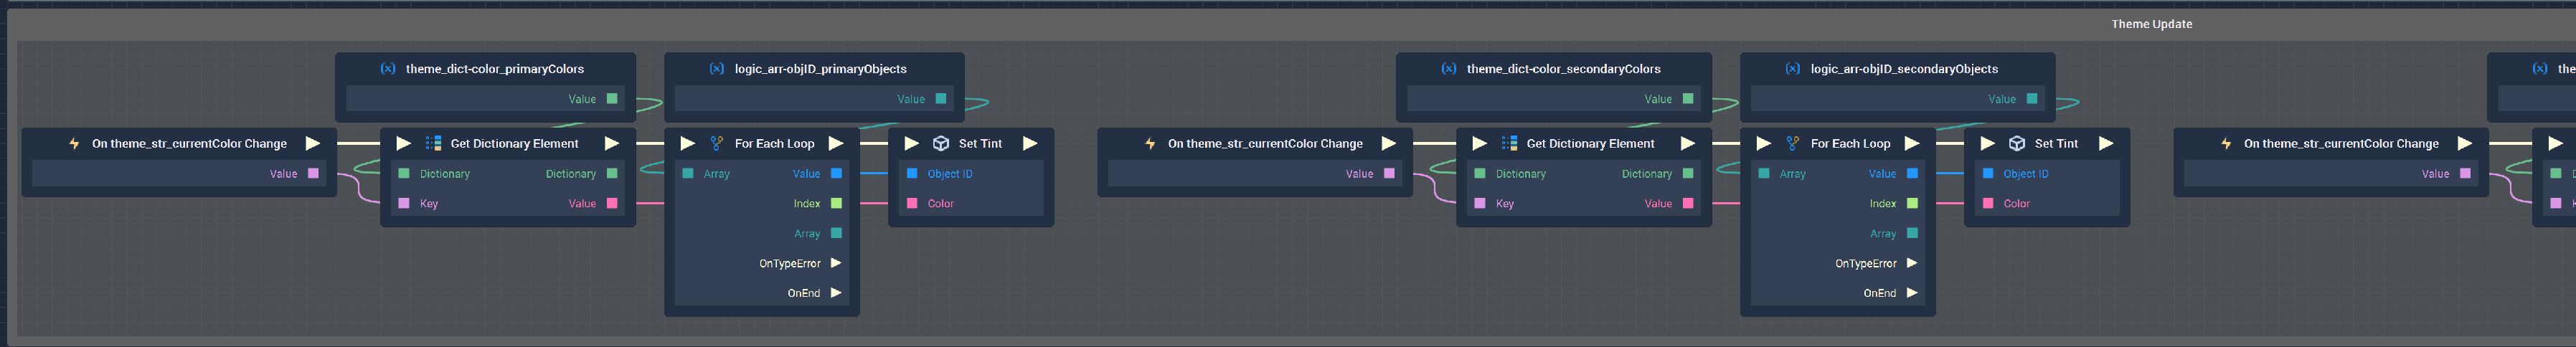 Theme Update
(x) theme_dict-color_primaryColors
Value
(x) logic_arr-objID_primaryObjects
Value
On theme_str_currentColor Change
Value
Get Dictionary Element
Dictionary Dictionary
Key Value
For Each Loop
Array Value
Index
Array
OnTypeError
OnEnd
Set Tint
Object ID
Color
(x) theme_dict-color_secondaryColors
Value
(x) logic_arr-objID_secondaryObjects
Value
On theme_str_currentColor Change
Value
Get Dictionary Element
Dictionary Dictionary
Key Value
For Each Loop
Array Value
Index
Array
OnTypeError
OnEnd
Set Tint
Object ID
Color
(x) the
On theme_str_currentColor Change
Value